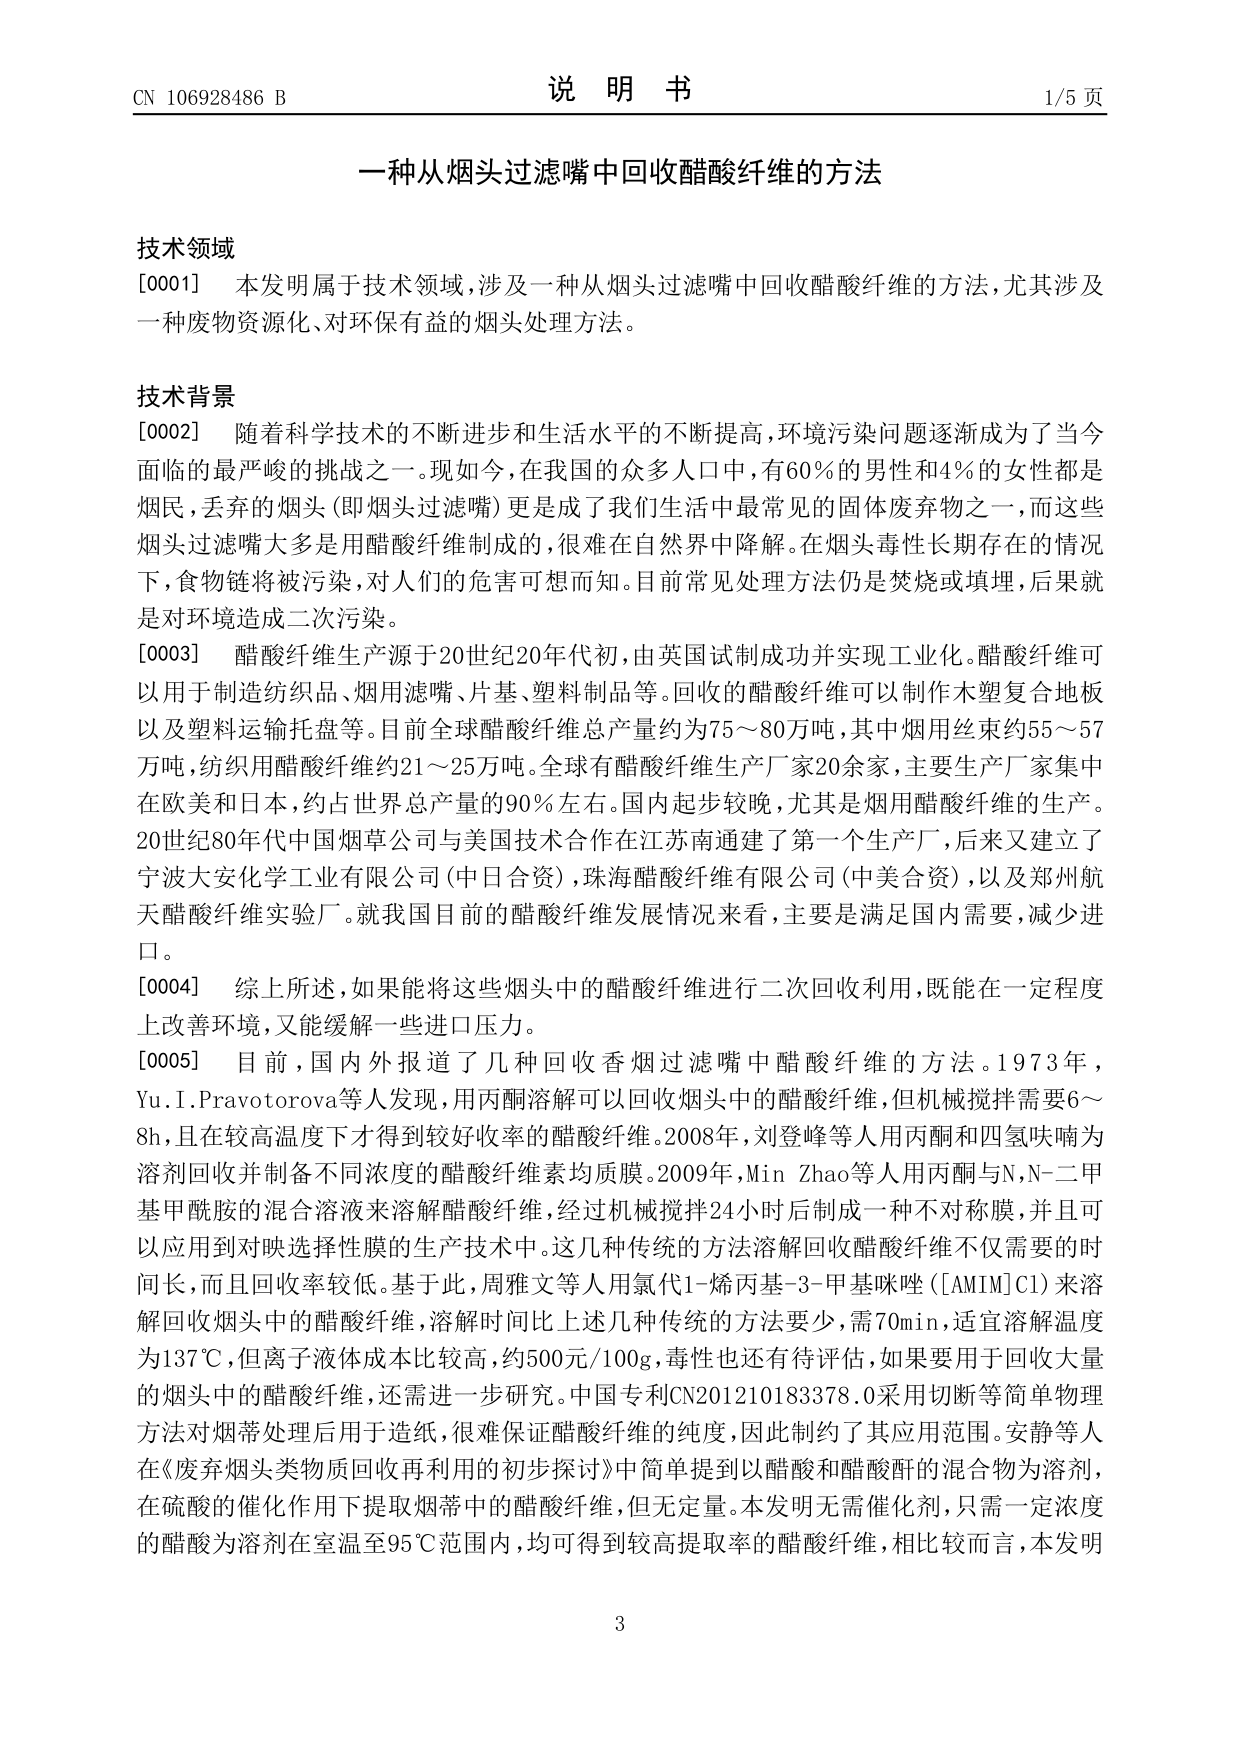 CN 106928486 B
说 明 书
1/5 页
一种从烟头过滤嘴中回收醋酸纤维的方法
技术领域
[0001] 本发明属于技术领域,涉及一种从烟头过滤嘴中回收醋酸纤维的方法,尤其涉及
一种废物资源化、对环保有益的烟头处理方法。
技术背景
[0002] 随着科学技术的不断进步和生活水平的不断提高,环境污染问题逐渐成为了当今
面临的最严峻的挑战之一。现如今,在我国的众多人口中,有60%的男性和4%的女性都是
烟民,丢弃的烟头(即烟头过滤嘴)更是成了我们生活中最常见的固体废弃物之一,而这些
烟头过滤嘴大多是用醋酸纤维制成的,很难在自然界中降解。在烟头毒性长期存在的情况
下,食物链将被污染,对人们的危害可想而知。目前常见处理方法仍是焚烧或填埋,后果就
是对环境造成二次污染。
[0003] 醋酸纤维生产源于20世纪20年代初,由英国试制成功并实现工业化。醋酸纤维可
以用于制造纺织品、烟用滤嘴、片基、塑料制品等。回收的醋酸纤维可以制作木塑复合地板
以及塑料运输托盘等。目前全球醋酸纤维总产量约为75～80万吨,其中烟用丝束约55～57
万吨,纺织用醋酸纤维约21～25万吨。全球有醋酸纤维生产厂家20余家,主要生产厂家集中
在欧美和日本,约占世界总产量的90%左右。国内起步较晚,尤其是烟用醋酸纤维的生产。
20世纪80年代中国烟草公司与美国技术合作在江苏南通建了第一个生产厂,后来又建立了
宁波大安化学工业有限公司(中日合资),珠海醋酸纤维有限公司(中美合资),以及郑州航
天醋酸纤维实验厂。就我国目前的醋酸纤维发展情况来看,主要是满足国内需要,减少进
口。
[0004] 综上所述,如果能将这些烟头中的醋酸纤维进行二次回收利用,既能在一定程度
上改善环境,又能缓解一些进口压力。
[0005] 目前,国内外报道了几种回收香烟过滤嘴中醋酸纤维的方法。1973年,
Yu.I.Pravotorova等人发现,用丙酮溶解可以回收烟头中的醋酸纤维,但机械搅拌需要6～
8h,且在较高温度下才得到较好收率的醋酸纤维。2008年,刘登峰等人用丙酮和四氢呋喃为
溶剂回收并制备不同浓度的醋酸纤维素均质膜。2009年,Min Zhao等人用丙酮与N,N-二甲
基甲酰胺的混合溶液来溶解醋酸纤维,经过机械搅拌24小时后制成一种不对称膜,并且可
以应用到对映选择性膜的生产技术中。这几种传统的方法溶解回收醋酸纤维不仅需要的时
间长,而且回收率较低。基于此,周雅文等人用氯代1-烯丙基-3-甲基咪唑([AMIM]Cl)来溶
解回收烟头中的醋酸纤维,溶解时间比上述几种传统的方法要少,需70min,适宜溶解温度
为137℃,但离子液体成本比较高,约500元/100g,毒性也还有待评估,如果要用于回收大量
的烟头中的醋酸纤维,还需进一步研究。中国专利CN201210183378.0采用切断等简单物理
方法对烟蒂处理后用于造纸,很难保证醋酸纤维的纯度,因此制约了其应用范围。安静等人
在《废弃烟头类物质回收再利用的初步探讨》中简单提到以醋酸和醋酸酐的混合物为溶剂,
在硫酸的催化作用下提取烟蒂中的醋酸纤维,但无定量。本发明无需催化剂,只需一定浓度
的醋酸为溶剂在室温至95℃范围内,均可得到较高提取率的醋酸纤维,相比较而言,本发明
3